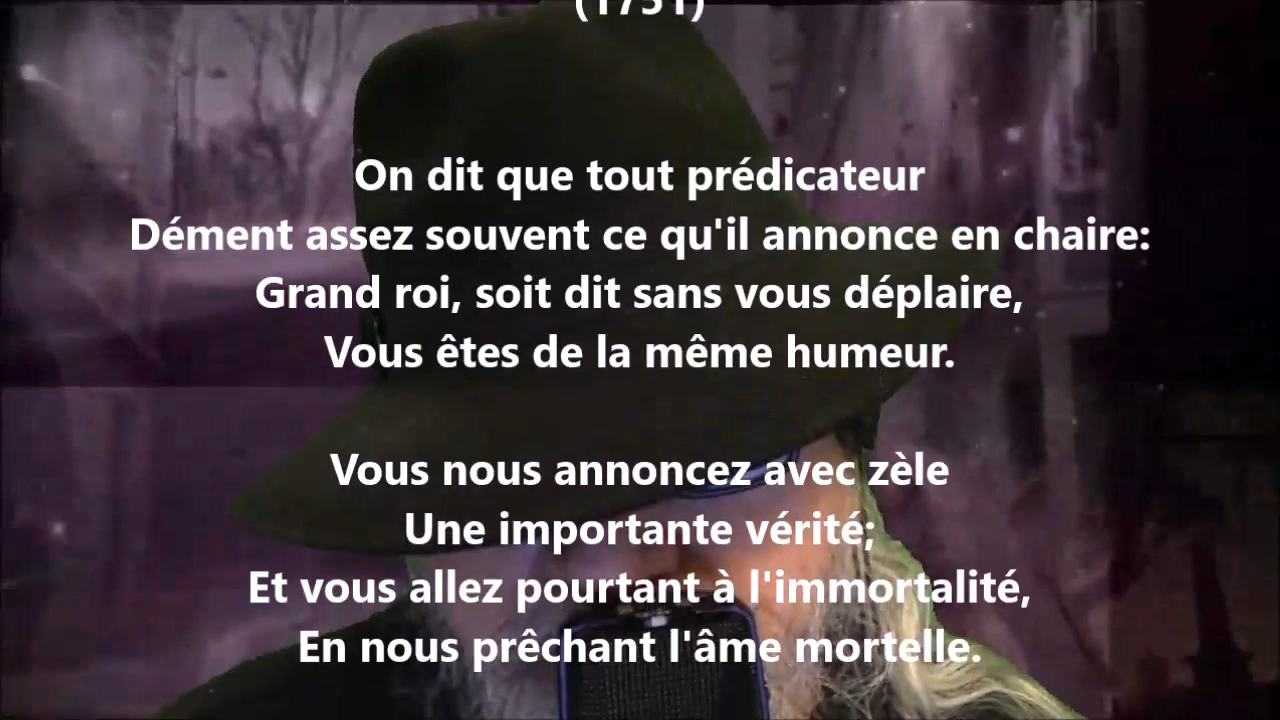 (1751)
On dit que tout prédicateur
Dément assez souvent ce qu'il annonce en chaire:
Grand roi, soit dit sans vous déplaire,
Vous êtes de la même humeur.
Vous nous annoncez avec zèle
Une importante vérité;
Et vous allez pourtant à l'immortalité,
En nous prêchant l'âme mortelle.